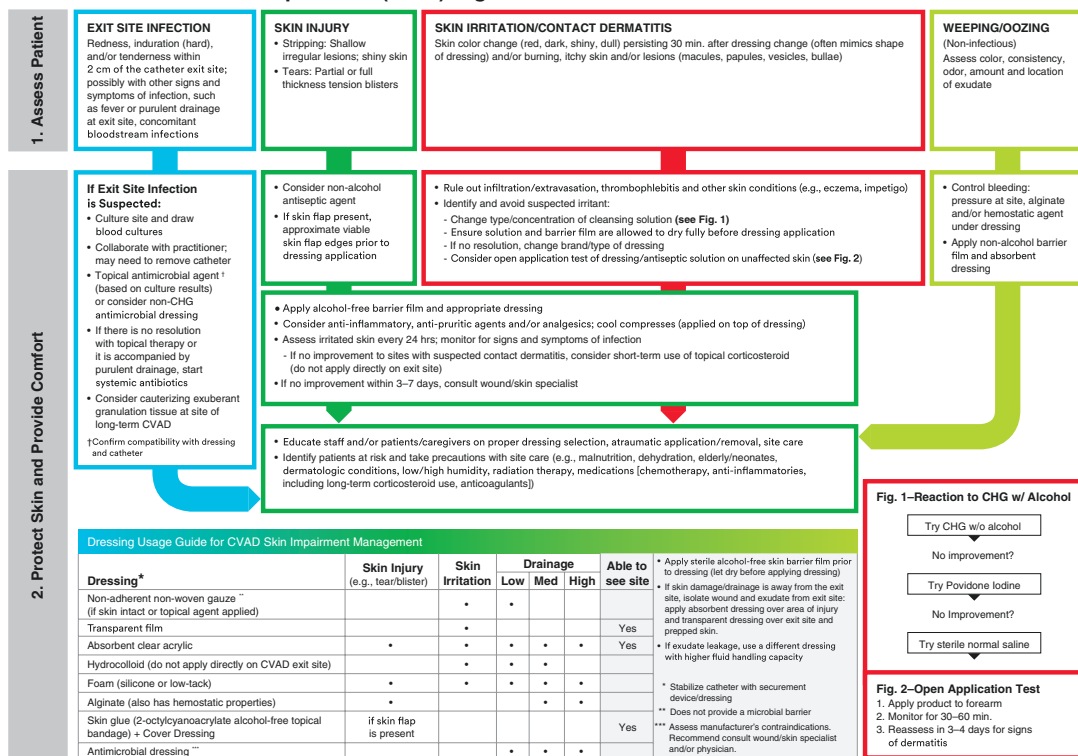 1. Assess Patient
EXIT SITE INFECTION
Redness, induration (hard),
and/or tenderness within
2 cm of the catheter exit site;
possibly with other signs and
symptoms of infection, such
as fever or purulent drainage
at exit site, concomitant
bloodstream infections
SKIN INJURY
• Stripping: Shallow
irregular lesions; shiny skin
• Tears: Partial or full
thickness tension blisters
SKIN IRRITATION/CONTACT DERMATITIS
Skin color change (red, dark, shiny, dull) persisting 30 min. after dressing change (often mimics shape
of dressing) and/or burning, itchy skin and/or lesions (macules, papules, vesicles, bullae)
WEEPING/OOZING
(Non-infectious)
Assess color, consistency,
odor, amount and location
of exudate
2. Protect Skin and Provide Comfort
If Exit Site Infection
is Suspected:
• Culture site and draw
blood cultures
• Collaborate with practitioner;
may need to remove catheter
• Topical antimicrobial agent †
(based on culture results)
or consider non-CHG
antimicrobial dressing
• If there is no resolution
with topical therapy or
it is accompanied by
purulent drainage, start
systemic antibiotics
• Consider cauterizing exuberant
granulation tissue at site of
long-term CVAD
†Confirm compatibility with dressing
and catheter
• Consider non-alcohol
antiseptic agent
• If skin flap present,
approximate viable
skin flap edges prior to
dressing application
• Rule out infiltration/extravasation, thrombophlebitis and other skin conditions (e.g., eczema, impetigo)
• Identify and avoid suspected irritant:
- Change type/concentration of cleansing solution (see Fig. 1)
- Ensure solution and barrier film are allowed to dry fully before dressing application
- If no resolution, change brand/type of dressing
- Consider open application test of dressing/antiseptic solution on unaffected skin (see Fig. 2)
• Control bleeding:
pressure at site, alginate
and/or hemostatic agent
under dressing
• Apply non-alcohol barrier
film and absorbent
dressing
• Apply alcohol-free barrier film and appropriate dressing
• Consider anti-inflammatory, anti-pruritic agents and/or analgesics; cool compresses (applied on top of dressing)
• Assess irritated skin every 24 hrs; monitor for signs and symptoms of infection
- If no improvement to sites with suspected contact dermatitis, consider short-term use of topical corticosteroid
(do not apply directly on exit site)
• If no improvement within 3–7 days, consult wound/skin specialist
• Educate staff and/or patients/caregivers on proper dressing selection, atraumatic application/removal, site care
• Identify patients at risk and take precautions with site care (e.g., malnutrition, dehydration, elderly/neonates,
dermatologic conditions, low/high humidity, radiation therapy, medications [chemotherapy, anti-inflammatories,
including long-term corticosteroid use, anticoagulants])
Dressing Usage Guide for CVAD Skin Impairment Management
Dressing* Skin Injury (e.g., tear/blister) Skin Irritation Drainage Low Med High Able to see site
Non-adherent non-woven gauze **
(if skin intact or topical agent applied) • •
Transparent film • Yes
Absorbent clear acrylic • • • • • Yes
Hydrocolloid (do not apply directly on CVAD exit site) • • •
Foam (silicone or low-tack) • • • • •
Alginate (also has hemostatic properties) • •
Skin glue (2-octylcyanoacrylate alcohol-free topical
bandage) + Cover Dressing if skin flap is present Yes
Antimicrobial dressing *** • • •
• Apply sterile alcohol-free skin barrier film prior
to dressing (let dry before applying dressing)
• If skin damage/drainage is away from the exit
site, isolate wound and exudate from exit site:
apply absorbent dressing over area of injury
and transparent dressing over exit site and
prepped skin.
• If exudate leakage, use a different dressing
with higher fluid handling capacity
* Stabilize catheter with securement
device/dressing
** Does not provide a microbial barrier
*** Assess manufacturer's contraindications.
Recommend consult wound/skin specialist
and/or physician.
Fig. 1–Reaction to CHG w/ Alcohol
Try CHG w/o alcohol
No improvement?
Try Povidone Iodine
No Improvement?
Try sterile normal saline
Fig. 2–Open Application Test
1. Apply product to forearm
2. Monitor for 30–60 min.
3. Reassess in 3–4 days for signs
of dermatitis